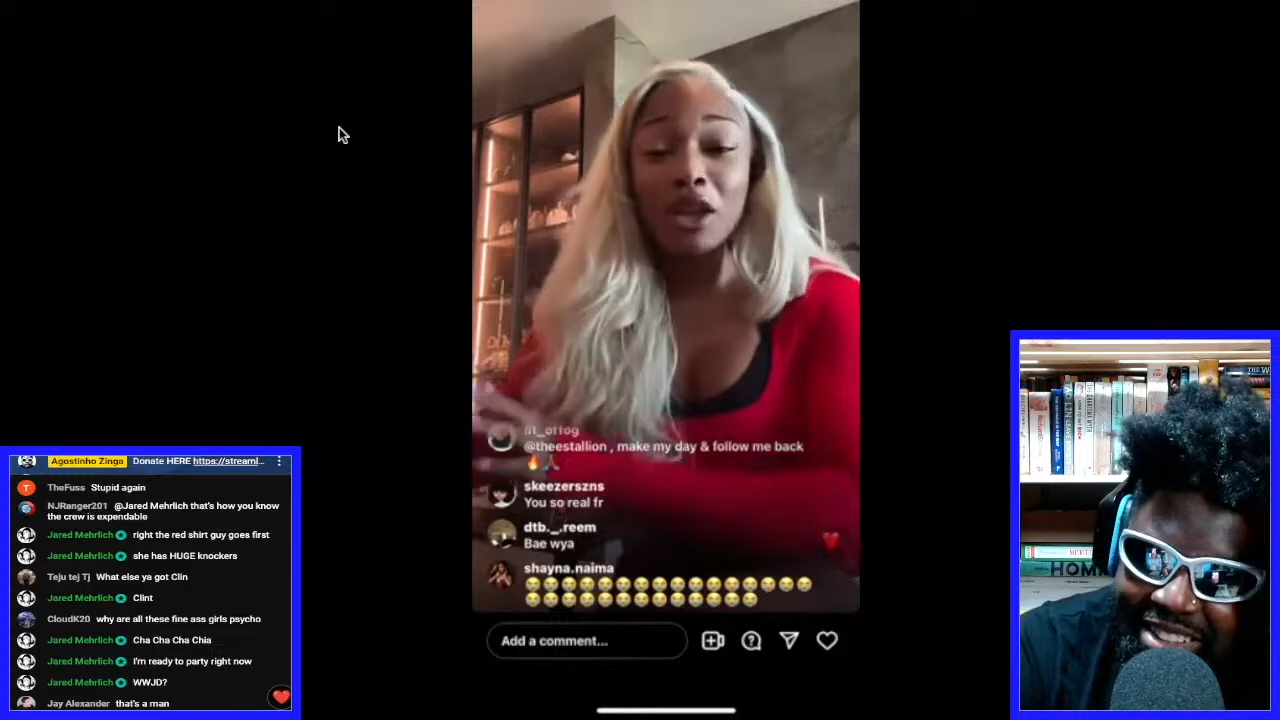 lil_offog
@theestallion , make my day & follow me back
🔥
skeezerszns
You so real fr
dtb._.reem
Bae wya
shayna.naima
😭😭😭😭😭😭😭😭😭😭😭😭😭😭😭😭
😭😭😭😭😭😭😭😭😭😭😭😭😭
Add a comment...
Agostinho Zinga Donate HERE https://streaml...
TheFuss Stupid again
NJRanger201 @Jared Mehrlich that's how you know
the crew is expendable
Jared Mehrlich right the red shirt guy goes first
Jared Mehrlich she has HUGE knockers
Teju tej Tj What else ya got Clin
Jared Mehrlich Clint
CloudK20 why are all these fine ass girls psycho
Jared Mehrlich Cha Cha Cha Chia
Jared Mehrlich I'm ready to party right now
Jared Mehrlich WWJD?
Jay Alexander that's a man